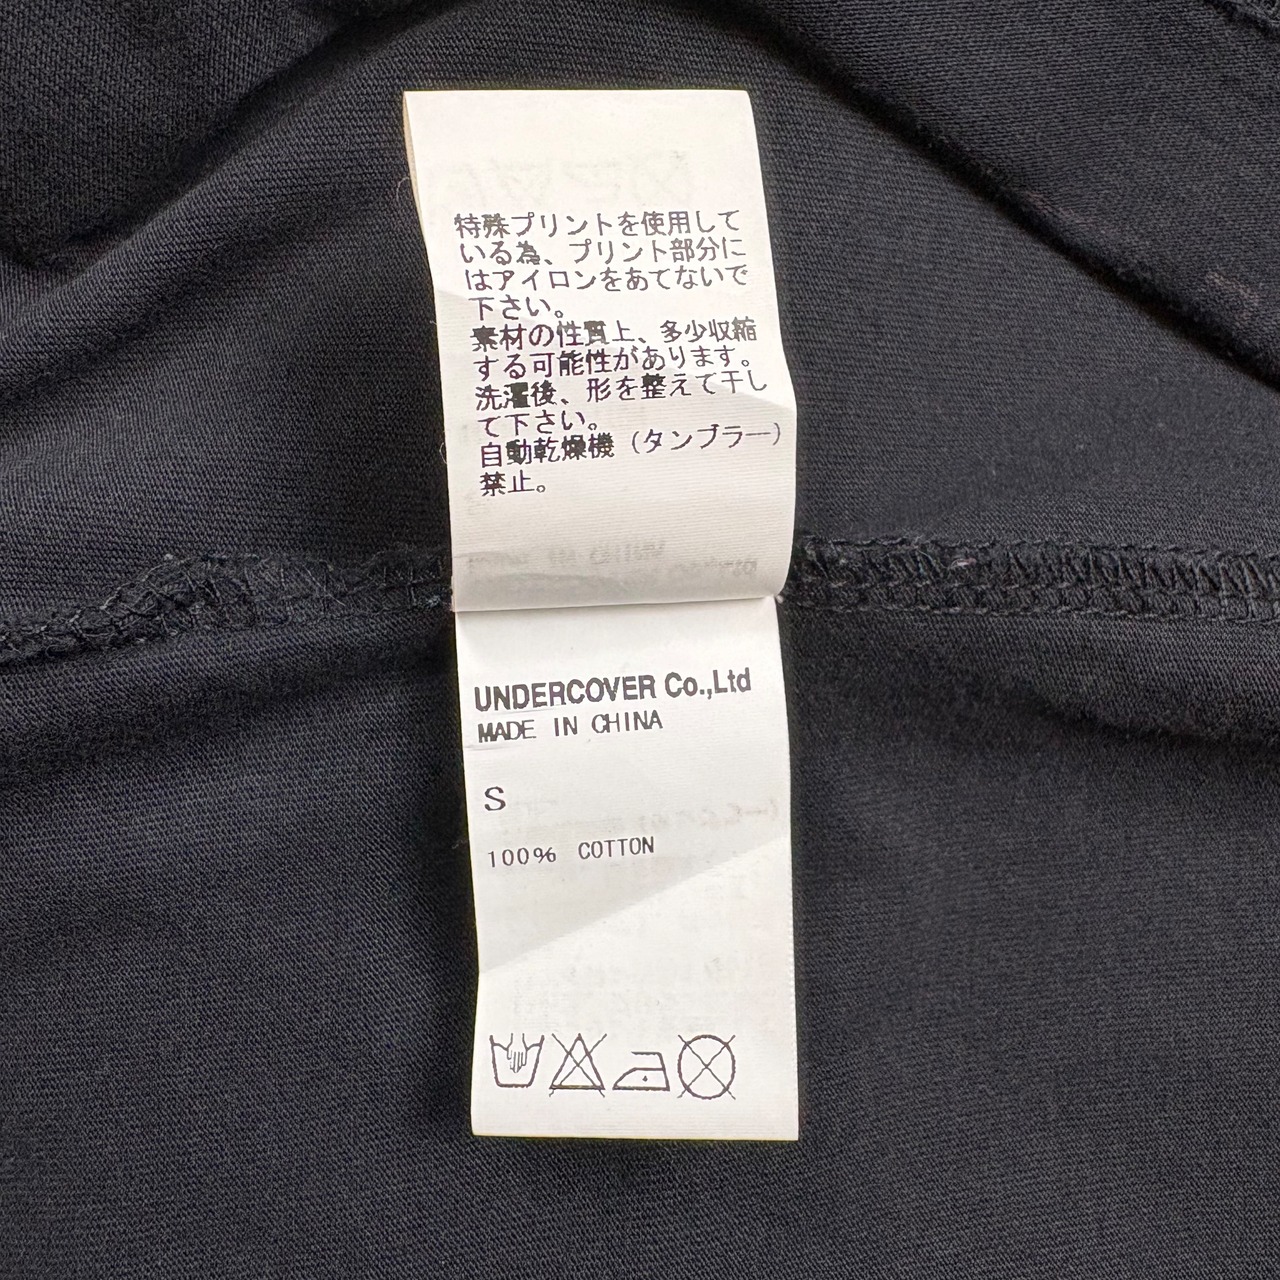 特殊プリントを使用して
いる為、プリント部分に
はアイロンをあてないで
下さい。
素材の性質上、多少収縮
する可能性があります。
洗濯後、形を整えて干し
て下さい。
自動乾燥機（タンブラー）
禁止。
UNDERCOVER Co.,Ltd
MADE IN CHINA
S
100% COTTON